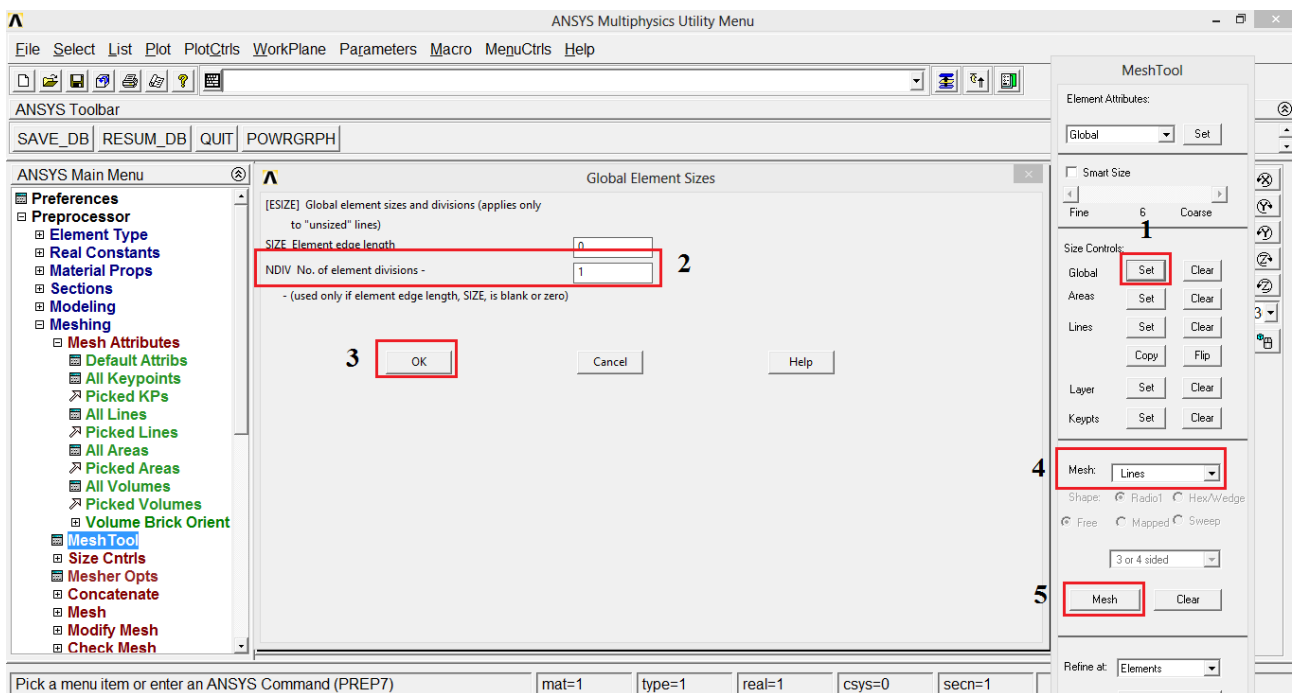 ANSYS Multiphysics Utility Menu
File Select List Plot PlotCtrls WorkPlane Parameters Macro MenuCtrls Help
ANSYS Toolbar
SAVE_DB RESUM_DB QUIT POWRGRPH
ANSYS Main Menu
Preferences
Preprocessor
Element Type
Real Constants
Material Props
Sections
Modeling
Meshing
Mesh Attributes
Default Attribs
All Keypoints
Picked KPs
All Lines
Picked Lines
All Areas
Picked Areas
All Volumes
Picked Volumes
Volume Brick Orient
MeshTool
Size Cntrls
Mesher Opts
Concatenate
Mesh
Modify Mesh
Check Mesh
Global Element Sizes
[ESIZE] Global element sizes and divisions (applies only
to "unsized" lines)
SIZE Element edge length 0
NDIV No. of element divisions - 1 2
- (used only if element edge length, SIZE, is blank or zero)
3 OK Cancel Help
MeshTool
Element Attributes:
Global Set
Smart Size
Fine 6 Coarse
1
Size Controls:
Global Set Clear
Areas Set Clear
Lines Set Clear
Copy Flip
Layer Set Clear
Keypts Set Clear
4 Mesh: Lines
Shape: Radio1 Hex/Wedge
Free Mapped Sweep
3 or 4 sided
5 Mesh Clear
Refine at: Elements
3
Pick a menu item or enter an ANSYS Command (PREP7) mat=1 type=1 real=1 csys=0 secn=1